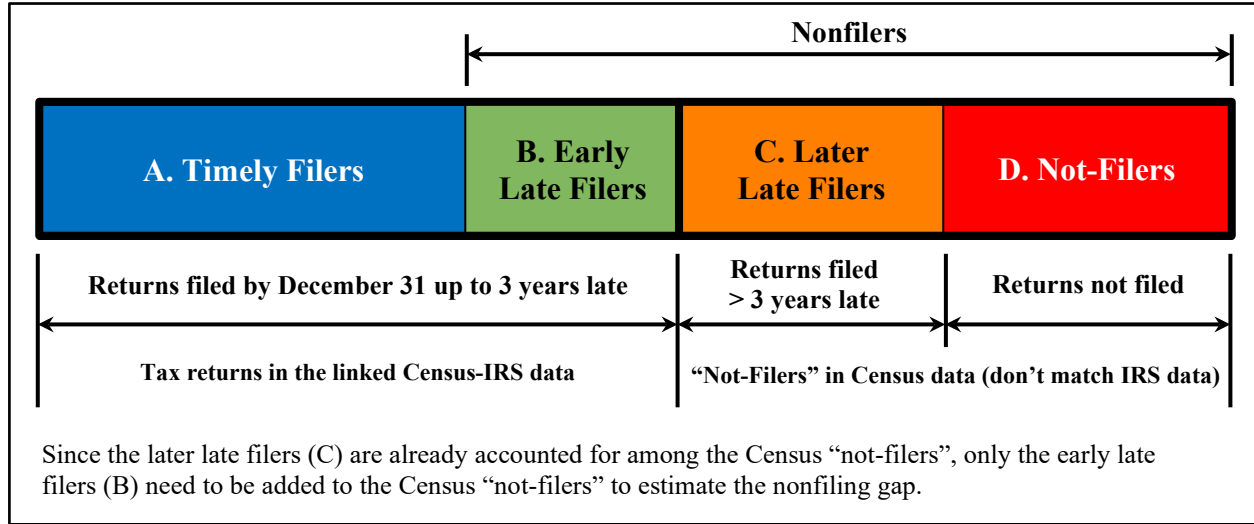 Nonfilers
A. Timely Filers
B. Early
Late Filers
C. Later
Late Filers
D. Not-Filers
Returns filed by December 31 up to 3 years late
Returns filed
> 3 years late
Returns not filed
Tax returns in the linked Census-IRS data
“Not-Filers” in Census data (don’t match IRS data)
Since the later late filers (C) are already accounted for among the Census “not-filers”, only the early late
filers (B) need to be added to the Census “not-filers” to estimate the nonfiling gap.